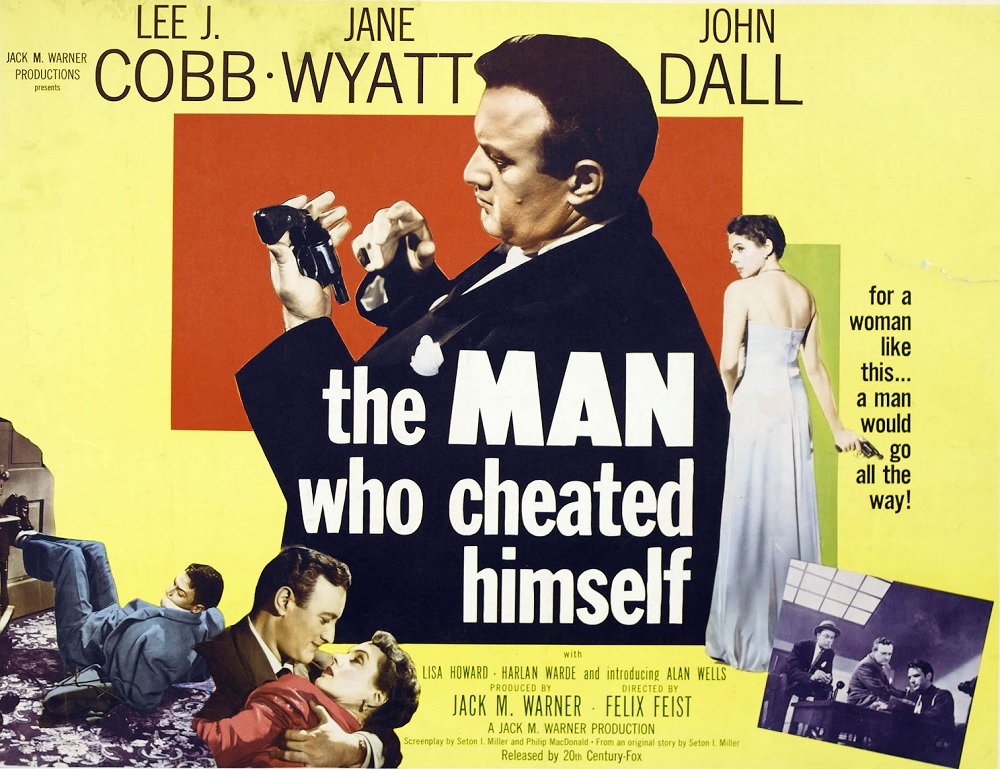 JACK M. WARNER
PRODUCTIONS
presents
LEE J.
COBB · 
JANE
WYATT
JOHN
DALL
for a
woman
like
this...
a man
would
go
all the
way!
the MAN
who cheated
himself
with
LISA HOWARD · HARLAN WARDE and introducing ALAN WELLS
PRODUCED BY
JACK M. WARNER ·
DIRECTED BY
FELIX FEIST
A JACK M. WARNER PRODUCTION
Screenplay by Seton I. Miller and Philip MacDonald · From an original story by Seton I. Miller
Released by 20th Century-Fox